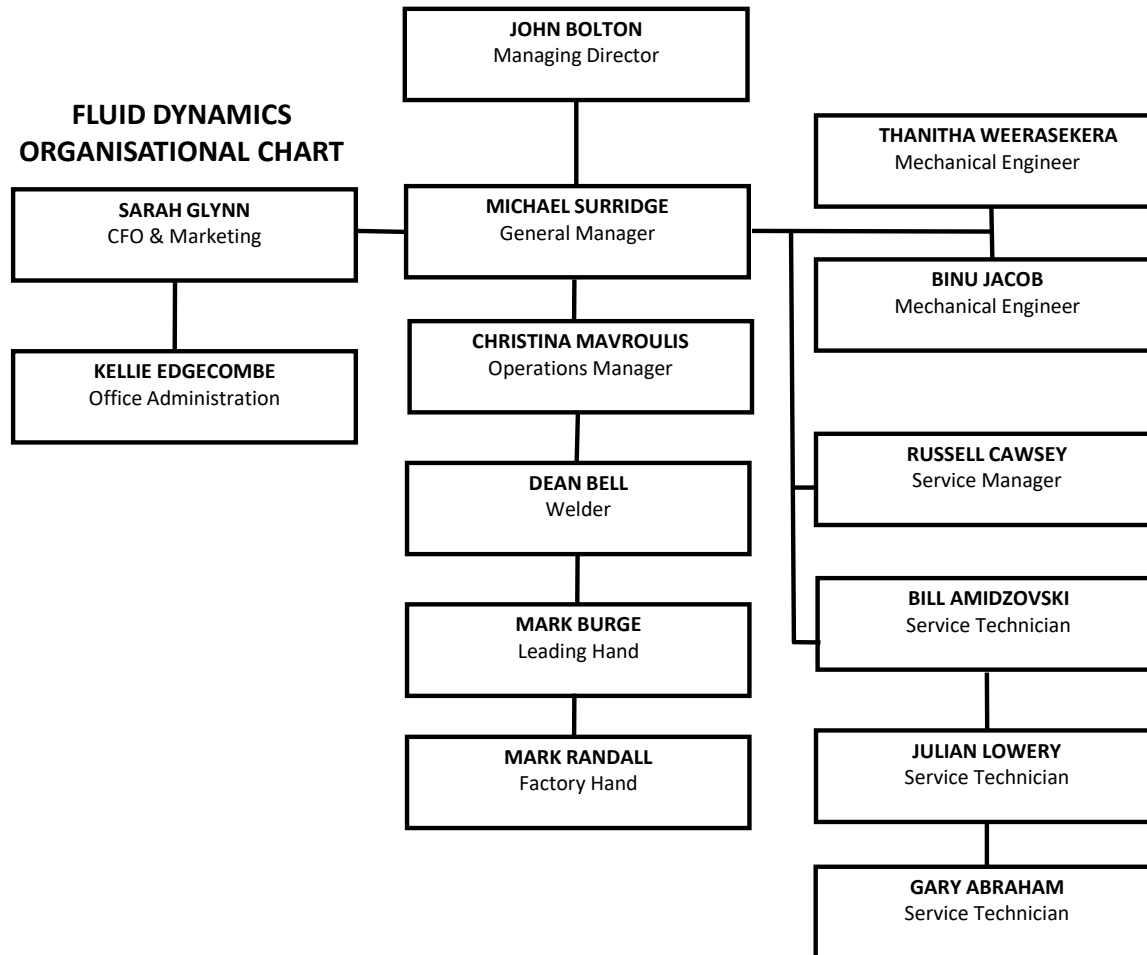 JOHN BOLTON
Managing Director
FLUID DYNAMICS
ORGANISATIONAL CHART
THANITHA WEERASEKERA
Mechanical Engineer
SARAH GLYNN
CFO & Marketing
MICHAEL SURRIDGE
General Manager
BINU JACOB
Mechanical Engineer
CHRISTINA MAVROULIS
Operations Manager
KELLIE EDGECOMBE
Office Administration
RUSSELL CAWSEY
Service Manager
DEAN BELL
Welder
BILL AMIDZOVSKI
Service Technician
MARK BURGE
Leading Hand
JULIAN LOWERY
Service Technician
MARK RANDALL
Factory Hand
GARY ABRAHAM
Service Technician